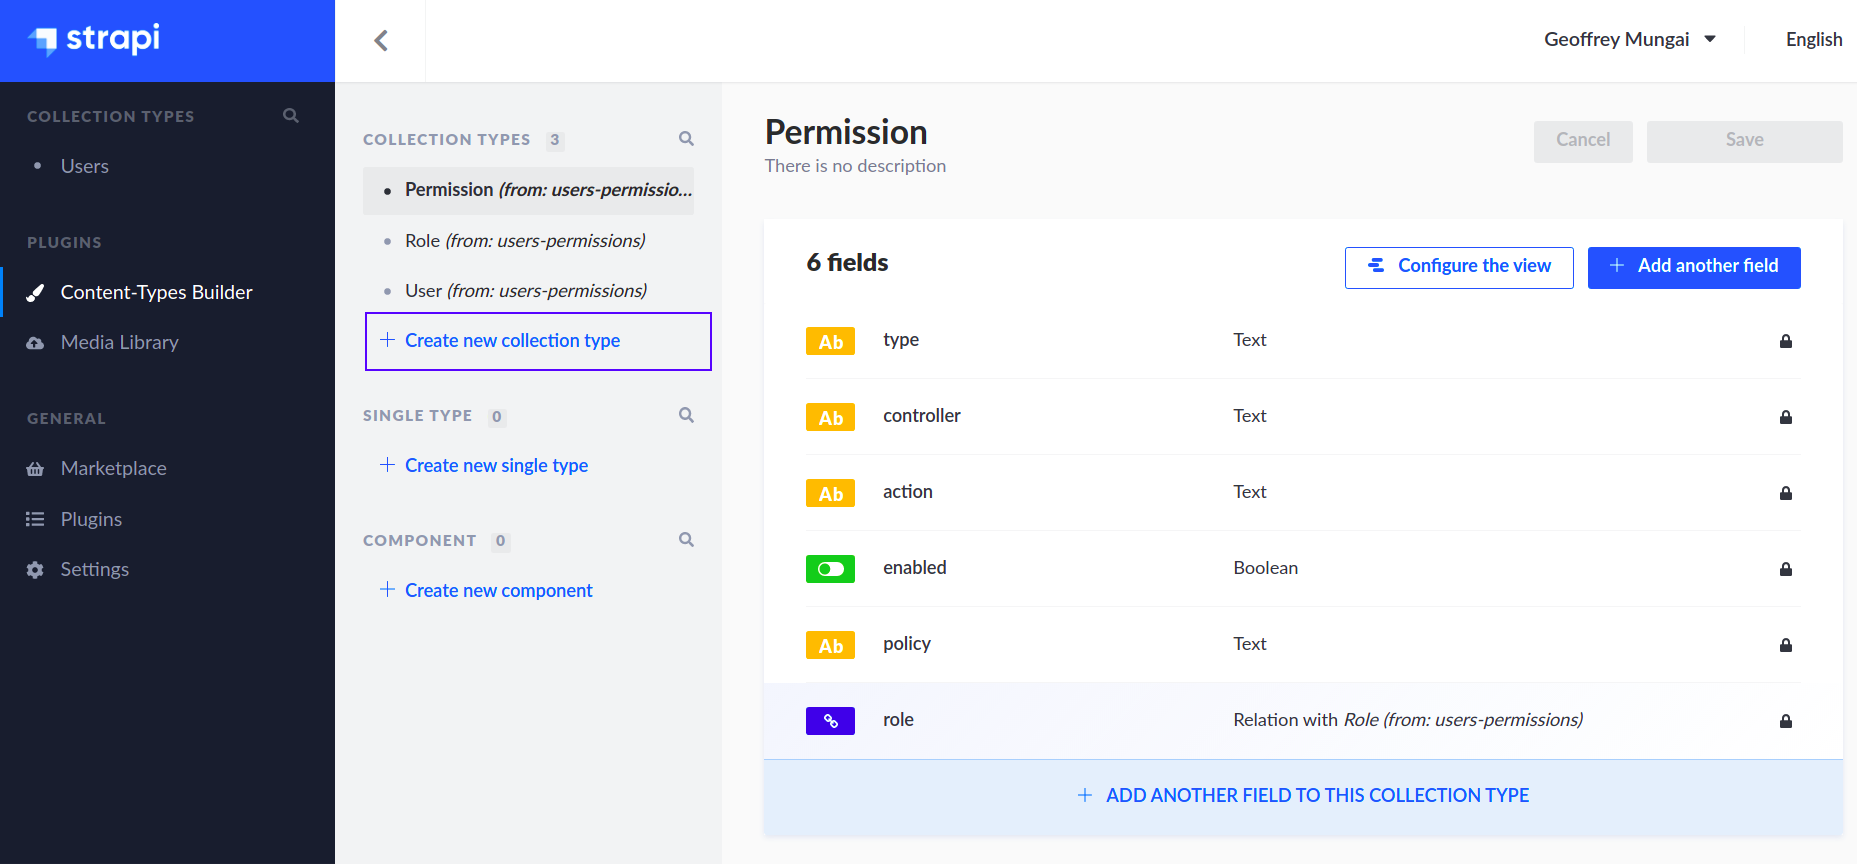 strapi
Geoffrey Mungai
English
COLLECTION TYPES
Users
PLUGINS
Content-Types Builder
Media Library
GENERAL
Marketplace
Plugins
Settings
COLLECTION TYPES 3
Permission (from: users-permissio...
Role (from: users-permissions)
User (from: users-permissions)
Create new collection type
SINGLE TYPE 0
Create new single type
COMPONENT 0
Create new component
Permission
There is no description
Cancel
Save
6 fields
Configure the view
Add another field
Ab type Text
Ab controller Text
Ab action Text
enabled Boolean
Ab policy Text
role Relation with Role (from: users-permissions)
ADD ANOTHER FIELD TO THIS COLLECTION TYPE